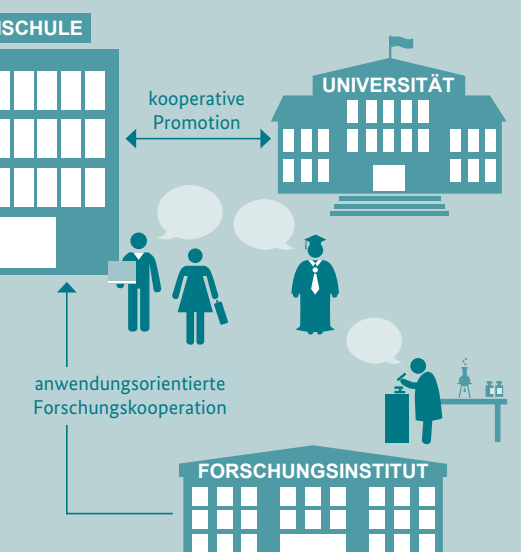 SCHULE
UNIVERSITÄT
kooperative
Promotion
anwendungsorientierte
Forschungskooperation
FORSCHUNGSINSTITUT